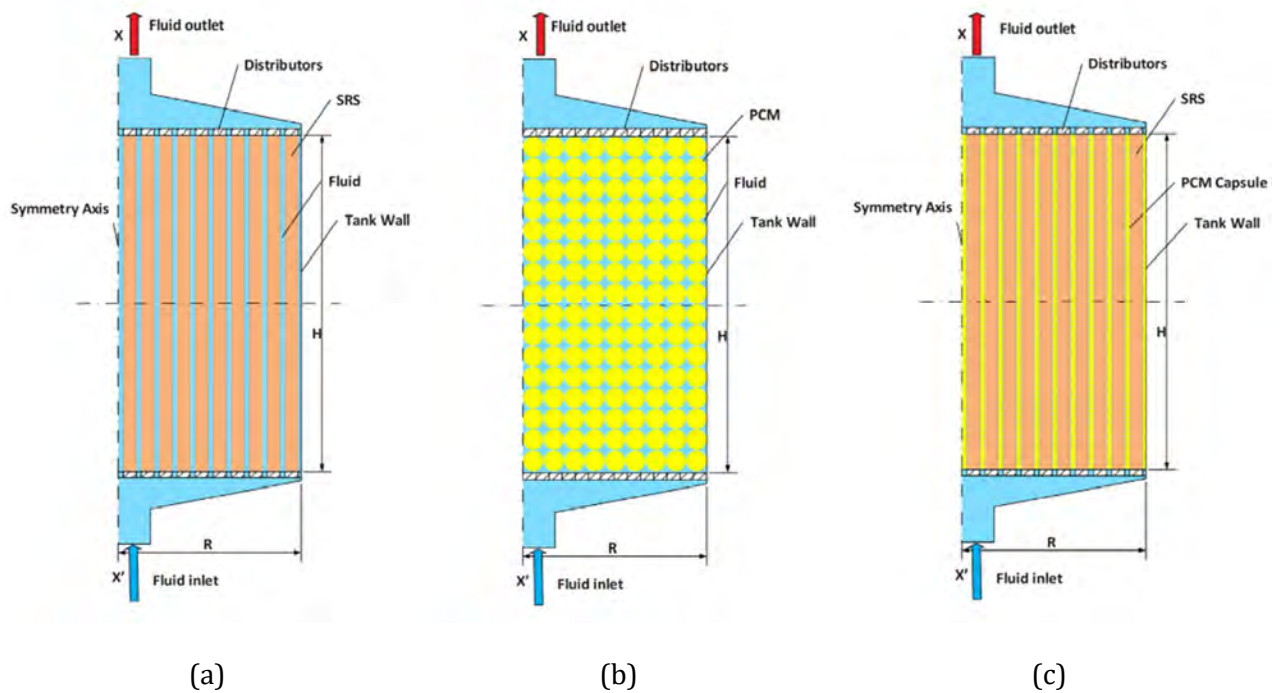 X
Fluid outlet
Distributors
SRS
Fluid
Symmetry Axis
Tank Wall
H
R
X'
Fluid inlet
(a)
X
Fluid outlet
Distributors
PCM
Fluid
Tank Wall
H
R
X'
Fluid inlet
(b)
X
Fluid outlet
Distributors
SRS
PCM Capsule
Symmetry Axis
Tank Wall
H
R
X'
Fluid inlet
(c)